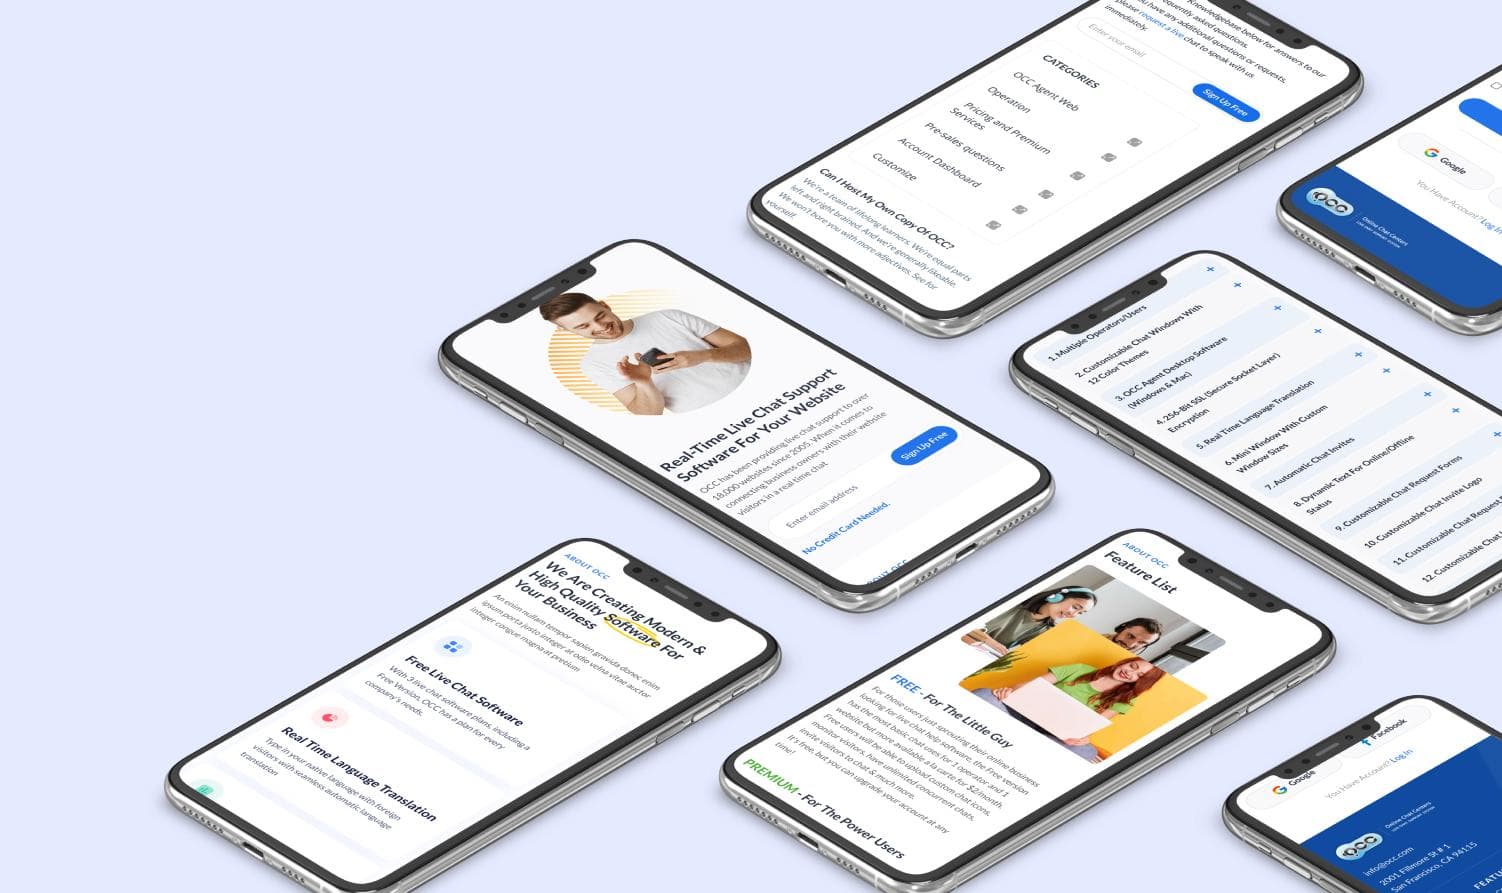 Knowledgebase below for answers to our
frequently asked questions.
you have any additional questions or requests,
please request a live chat to speak with us
immediately.
Enter your email
Sign Up Free
CATEGORIES
OCC Agent Web
Operation
Pricing and Premium
Services
Pre-sales questions
Account Dashboard
Customize
Can I Host My Own Copy Of OCC?
We're a team of lifelong learners. We're equal parts
left and right brained. And we're generally likeable.
We won't bore you with more adjectives. See for
yourself.
Google
You Have Account? Log In
OCC
Online Chat Centers
Real-Time Live Chat Support
Software For Your Website
OCC has been providing live chat support to over
18,000 websites since 2005. When it comes to
connecting business owners with their website
visitors in a real time chat
Enter email address
Sign Up Free
No Credit Card Needed.
ABOUT OCC
1. Multiple Operators/Users
2. Customizable Chat Windows With
12 Color Themes
3. OCC Agent Desktop Software
(Windows & Mac)
4. 256-Bit SSL (Secure Socket Layer)
Encryption
5. Real Time Language Translation
6. Mini Window With Custom
Window Sizes
7. Automatic Chat Invites
8. Dynamic Text For Online/Offline
Status
9. Customizable Chat Request Forms
10. Customizable Chat Invite Logo
11. Customizable Chat Request
12. Customizable Chat
ABOUT OCC
We Are Creating Modern &
High Quality Software For
Your Business
An enim nullam tempor sapien gravida donec enim
ipsum porta justo integer at odio velna vitae auctor
integer congue magna at pretium
Free Live Chat Software
With 3 live chat software plans, including a
Free Version, OCC has a plan for every
company's needs.
Real Time Language Translation
Type in your native language with foreign
visitors with seamless automatic language
translation
ABOUT OCC
Feature List
FREE - For The Little Guy
For those users just sprouting their online business
looking for live chat help software, the Free version
has the most basic chat uses for 1 operator and 1
website but more available a la carte for $2/month.
Free users will be able to upload custom chat icons,
monitor visitors, have unlimited concurrent chats,
invite visitors to chat & much more.
It's free, but you can upgrade your account at any
time!
PREMIUM - For The Power Users
Google
Facebook
You Have Account? Log In
OCC
Online Chat Centers
info@occ.com
2001 Fillmore St # 1
San Francisco, CA 94115